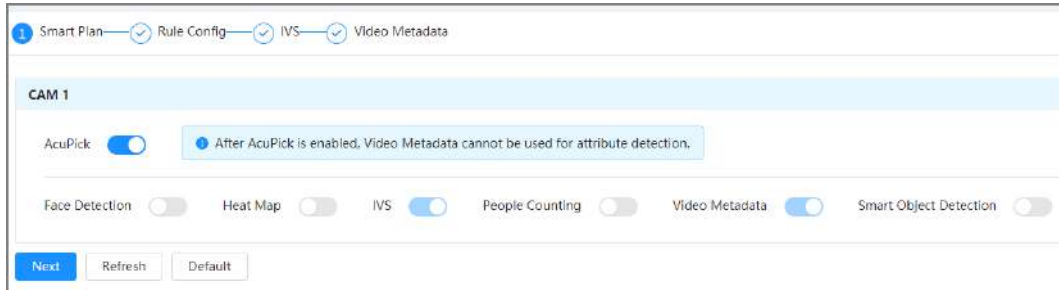 1 Smart Plan Rule Config IVS Video Metadata
CAM 1
AcuPick After AcuPick is enabled, Video Metadata cannot be used for attribute detection.
Face Detection Heat Map IVS People Counting Video Metadata Smart Object Detection
Next Refresh Default